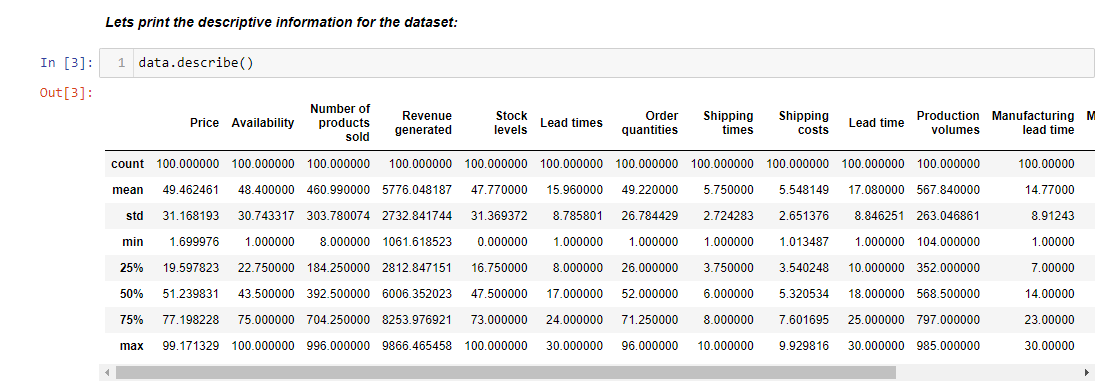 Lets print the descriptive information for the dataset:
In [3]: 1 data.describe()
Out[3]:
Price Availability Number of products sold Revenue generated Stock levels Lead times Order quantities Shipping times Shipping costs Lead time Production volumes Manufacturing lead time M
count 100.000000 100.000000 100.000000 100.000000 100.000000 100.000000 100.000000 100.000000 100.000000 100.000000 100.000000 100.00000
mean 49.462461 48.400000 460.990000 5776.048187 47.770000 15.960000 49.220000 5.750000 5.548149 17.080000 567.840000 14.77000
std 31.168193 30.743317 303.780074 2732.841744 31.369372 8.785801 26.784429 2.724283 2.651376 8.846251 263.046861 8.91243
min 1.699976 1.000000 8.000000 1061.618523 0.000000 1.000000 1.000000 1.000000 1.013487 1.000000 104.000000 1.00000
25% 19.597823 22.750000 184.250000 2812.847151 16.750000 8.000000 26.000000 3.750000 3.540248 10.000000 352.000000 7.00000
50% 51.239831 43.500000 392.500000 6006.352023 47.500000 17.000000 52.000000 6.000000 5.320534 18.000000 568.500000 14.00000
75% 77.198228 75.000000 704.250000 8253.976921 73.000000 24.000000 71.250000 8.000000 7.601695 25.000000 797.000000 23.00000
max 99.171329 100.000000 996.000000 9866.465458 100.000000 30.000000 96.000000 10.000000 9.929816 30.000000 985.000000 30.00000